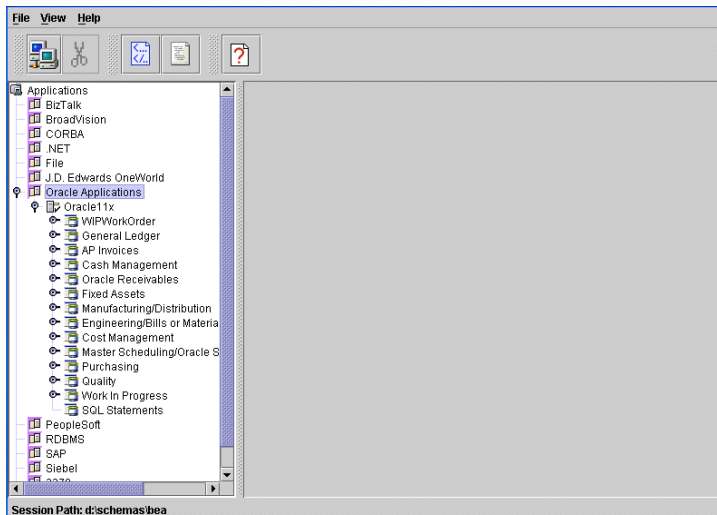 File View Help
Applications
BizTalk
BroadVision
CORBA
.NET
File
J.D. Edwards OneWorld
Oracle Applications
Oracle11x
WIPWorkOrder
General Ledger
AP Invoices
Cash Management
Oracle Receivables
Fixed Assets
Manufacturing/Distribution
Engineering/Bills or Materia
Cost Management
Master Scheduling/Oracle S
Purchasing
Quality
Work In Progress
SQL Statements
PeopleSoft
RDBMS
SAP
Siebel
Session Path: d:\schemas\bea